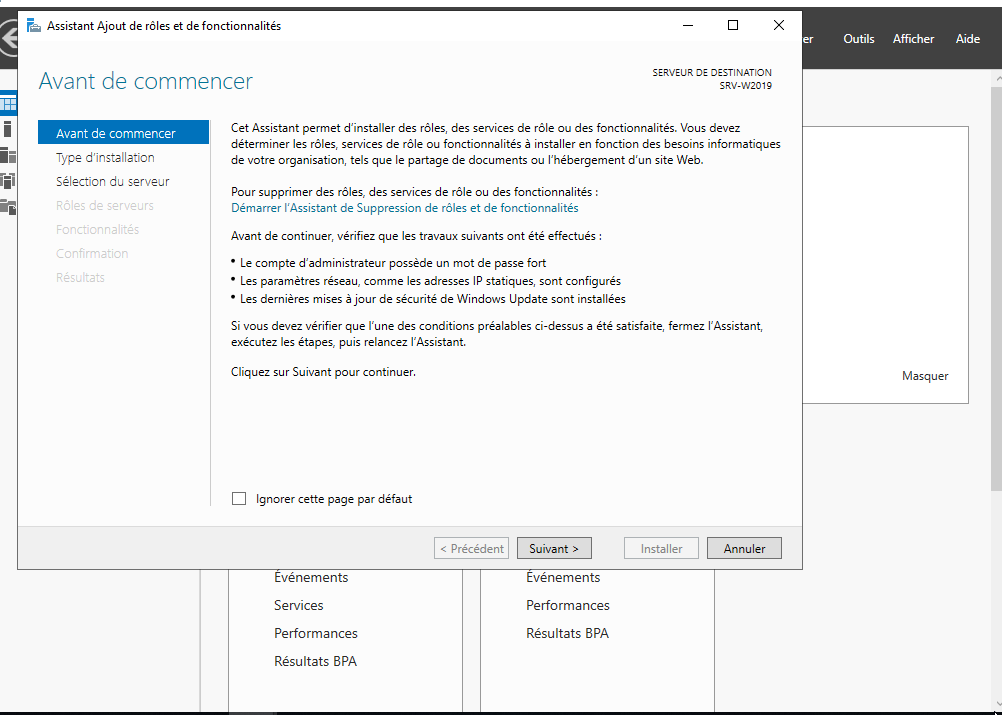 Assistant Ajout de rôles et de fonctionnalités
Outils Afficher Aide
Avant de commencer
SERVEUR DE DESTINATION
SRV-W2019
Avant de commencer
Type d'installation
Sélection du serveur
Rôles de serveurs
Fonctionnalités
Confirmation
Résultats
Cet Assistant permet d'installer des rôles, des services de rôle ou des fonctionnalités. Vous devez
déterminer les rôles, services de rôle ou fonctionnalités à installer en fonction des besoins informatiques
de votre organisation, tels que le partage de documents ou l'hébergement d'un site Web.
Pour supprimer des rôles, des services de rôle ou des fonctionnalités :
Démarrer l'Assistant de Suppression de rôles et de fonctionnalités
Avant de continuer, vérifiez que les travaux suivants ont été effectués :
• Le compte d'administrateur possède un mot de passe fort
• Les paramètres réseau, comme les adresses IP statiques, sont configurés
• Les dernières mises à jour de sécurité de Windows Update sont installées
Si vous devez vérifier que l'une des conditions préalables ci-dessus a été satisfaite, fermez l'Assistant,
exécutez les étapes, puis relancez l'Assistant.
Cliquez sur Suivant pour continuer.
Masquer
Ignorer cette page par défaut
< Précédent Suivant > Installer Annuler
Événements
Services
Performances
Résultats BPA
Événements
Performances
Résultats BPA